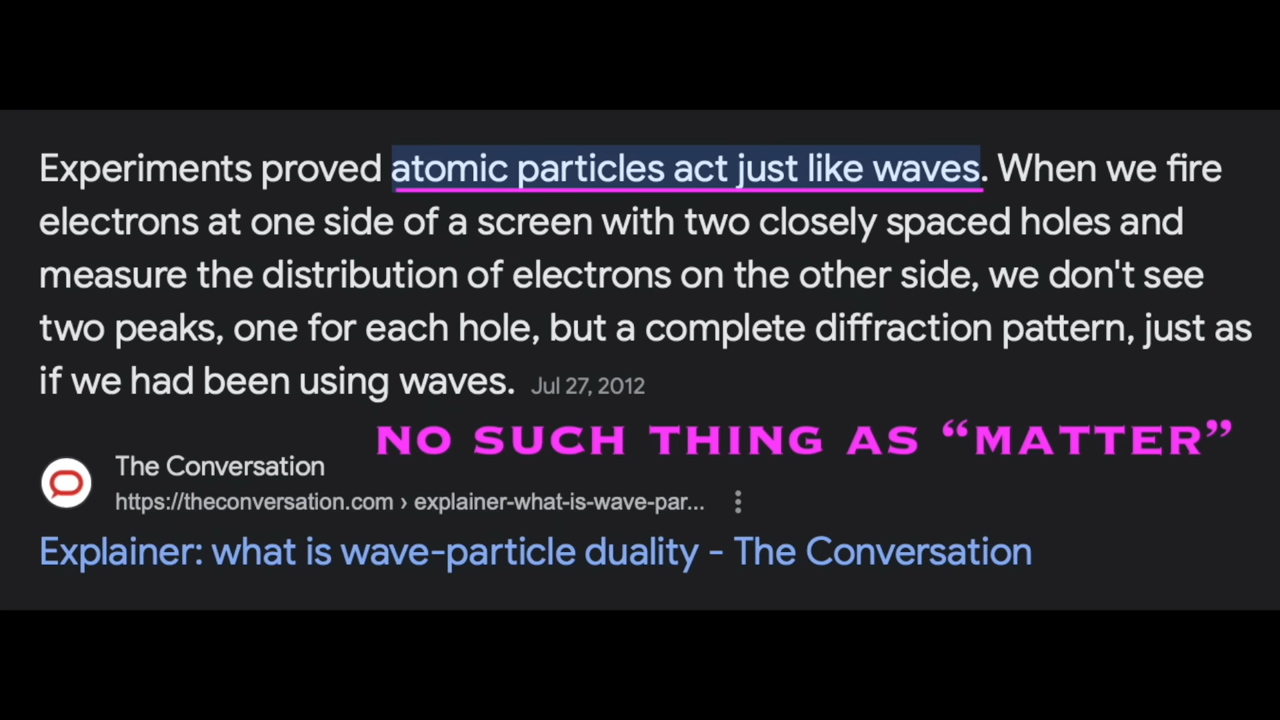 Experiments proved atomic particles act just like waves. When we fire
electrons at one side of a screen with two closely spaced holes and
measure the distribution of electrons on the other side, we don't see
two peaks, one for each hole, but a complete diffraction pattern, just as
if we had been using waves. Jul 27, 2012
NO SUCH THING AS “MATTER”
The Conversation
https://theconversation.com › explainer-what-is-wave-par...
Explainer: what is wave-particle duality - The Conversation